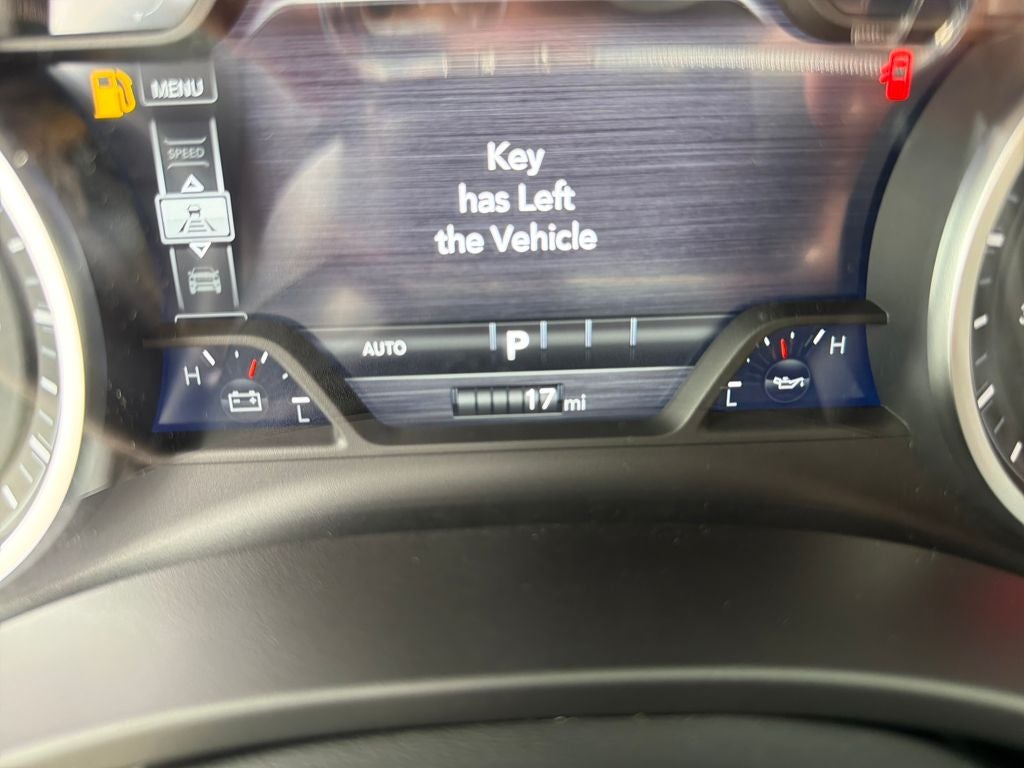 MENU
SPEED
Key
has Left
the Vehicle
AUTO
P
H
L
17 mi
H
L